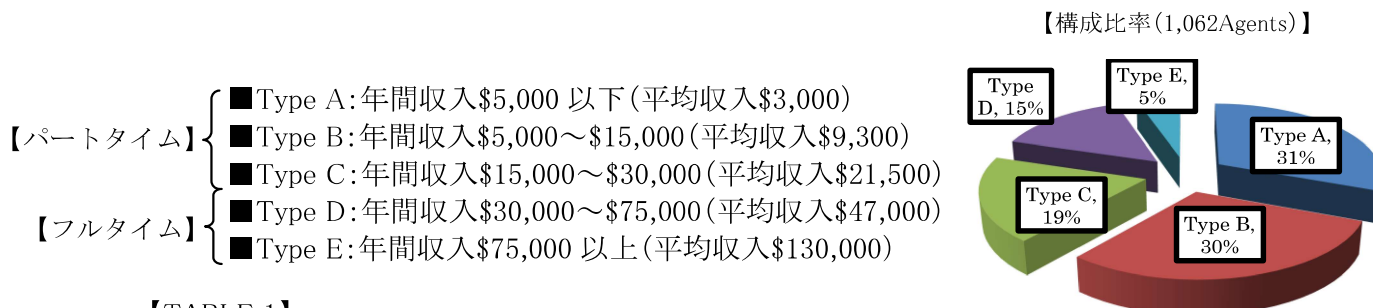 【構成比率(1,062Agents)】
【パートタイム】
■Type A:年間収入$5,000 以下(平均収入$3,000)
■Type B:年間収入$5,000～$15,000(平均収入$9,300)
■Type C:年間収入$15,000～$30,000(平均収入$21,500)
【フルタイム】
■Type D:年間収入$30,000～$75,000(平均収入$47,000)
■Type E:年間収入$75,000 以上(平均収入$130,000)
Type A,
31%
Type B,
30%
Type C,
19%
Type
D, 15%
Type E,
5%
【TABLE 1】